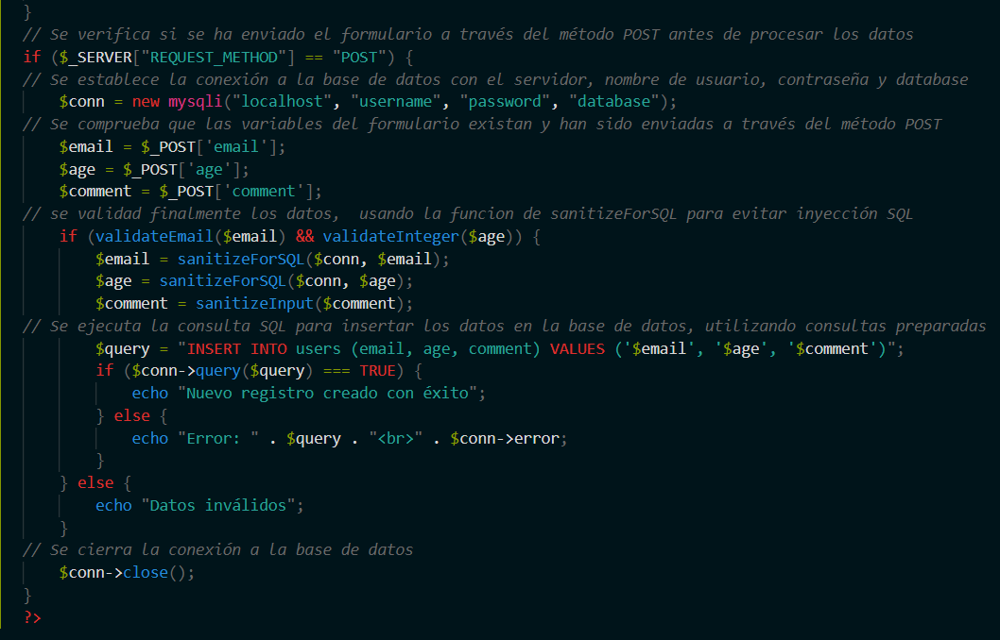 }
// Se verifica si se ha enviado el formulario a través del método POST antes de procesar los datos
if ($_SERVER["REQUEST_METHOD"] == "POST") {
// Se establece la conexión a la base de datos con el servidor, nombre de usuario, contraseña y database
    $conn = new mysqli("localhost", "username", "password", "database");
// Se comprueba que las variables del formulario existan y han sido enviadas a través del método POST
    $email = $_POST['email'];
    $age = $_POST['age'];
    $comment = $_POST['comment'];
// se validad finalmente los datos,  usando la funcion de sanitizeForSQL para evitar inyección SQL
    if (validateEmail($email) && validateInteger($age)) {
        $email = sanitizeForSQL($conn, $email);
        $age = sanitizeForSQL($conn, $age);
        $comment = sanitizeInput($comment);
// Se ejecuta la consulta SQL para insertar los datos en la base de datos, utilizando consultas preparadas
        $query = "INSERT INTO users (email, age, comment) VALUES ('$email', '$age', '$comment')";
        if ($conn->query($query) === TRUE) {
            echo "Nuevo registro creado con éxito";
        } else {
            echo "Error: " . $query . "<br>" . $conn->error;
        }
    } else {
        echo "Datos inválidos";
    }
// Se cierra la conexión a la base de datos
    $conn->close();
}
?>